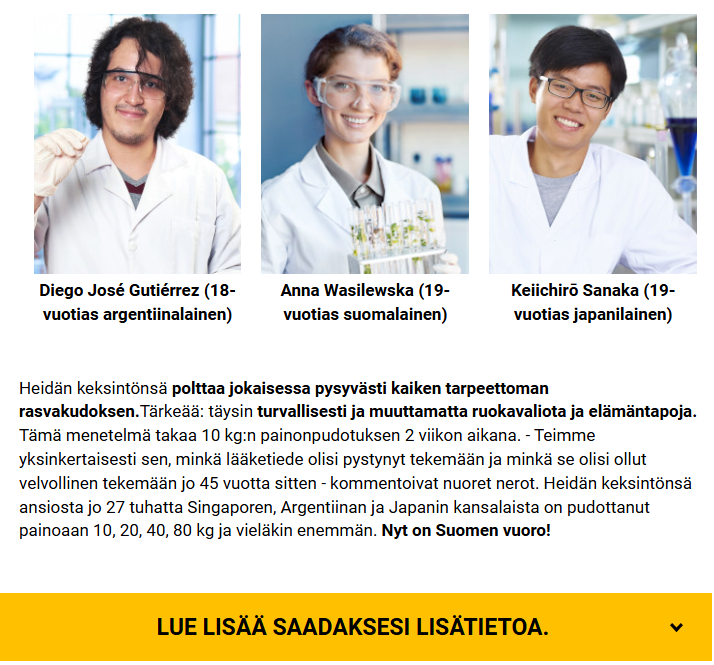 Diego José Gutiérrez (18-
vuotias argentiinalainen)
Anna Wasilewska (19-
vuotias suomalainen)
Keiichirō Sanaka (19-
vuotias japanilainen)
Heidän keksintönsä polttaa jokaisessa pysyvästi kaiken tarpeettoman
rasvakudoksen.Tärkeää: täysin turvallisesti ja muuttamatta ruokavaliota ja elämäntapoja.
Tämä menetelmä takaa 10 kg:n painonpudotuksen 2 viikon aikana. - Teimme
yksinkertaisesti sen, minkä lääketiede olisi pystynyt tekemään ja minkä se olisi ollut
velvollinen tekemään jo 45 vuotta sitten - kommentoivat nuoret nerot. Heidän keksintönsä
ansiosta jo 27 tuhatta Singaporen, Argentiinan ja Japanin kansalaista on pudottanut
painoaan 10, 20, 40, 80 kg ja vieläkin enemmän. Nyt on Suomen vuoro!
LUE LISÄÄ SAADAKSESI LISÄTIETOA.